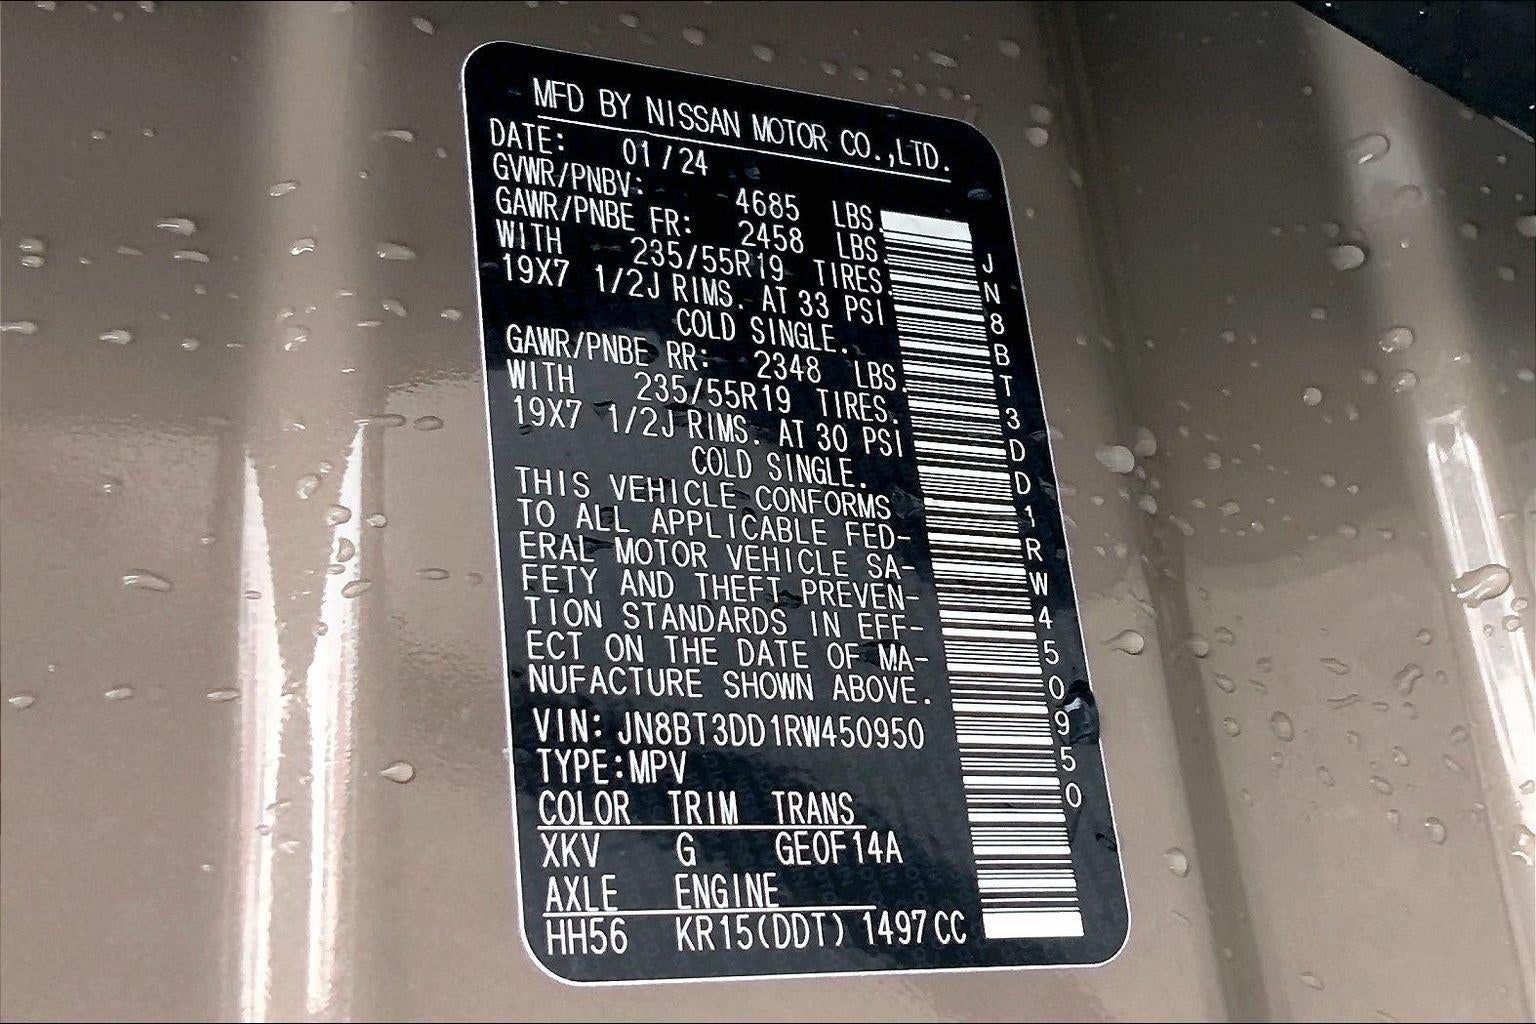 MFD BY NISSAN MOTOR CO.,LTD.
DATE: 01/24
GVWR/PNBV: 4685 LBS.
GAWR/PNBE FR: 2458 LBS.
WITH 235/55R19 TIRES.
19X7 1/2J RIMS. AT 33 PSI
COLD SINGLE.
GAWR/PNBE RR: 2348 LBS.
WITH 235/55R19 TIRES.
19X7 1/2J RIMS. AT 30 PSI
COLD SINGLE.
THIS VEHICLE CONFORMS
TO ALL APPLICABLE FED-
ERAL MOTOR VEHICLE SA-
FETY AND THEFT PREVEN-
TION STANDARDS IN EFF-
ECT ON THE DATE OF MA-
NUFACTURE SHOWN ABOVE.
VIN: JN8BT3DD1RW450950
TYPE:MPV
COLOR TRIM TRANS
XKV G GE0F14A
AXLE ENGINE
HH56 KR15(DDT) 1497CC
JN8BT3DD1RW450950